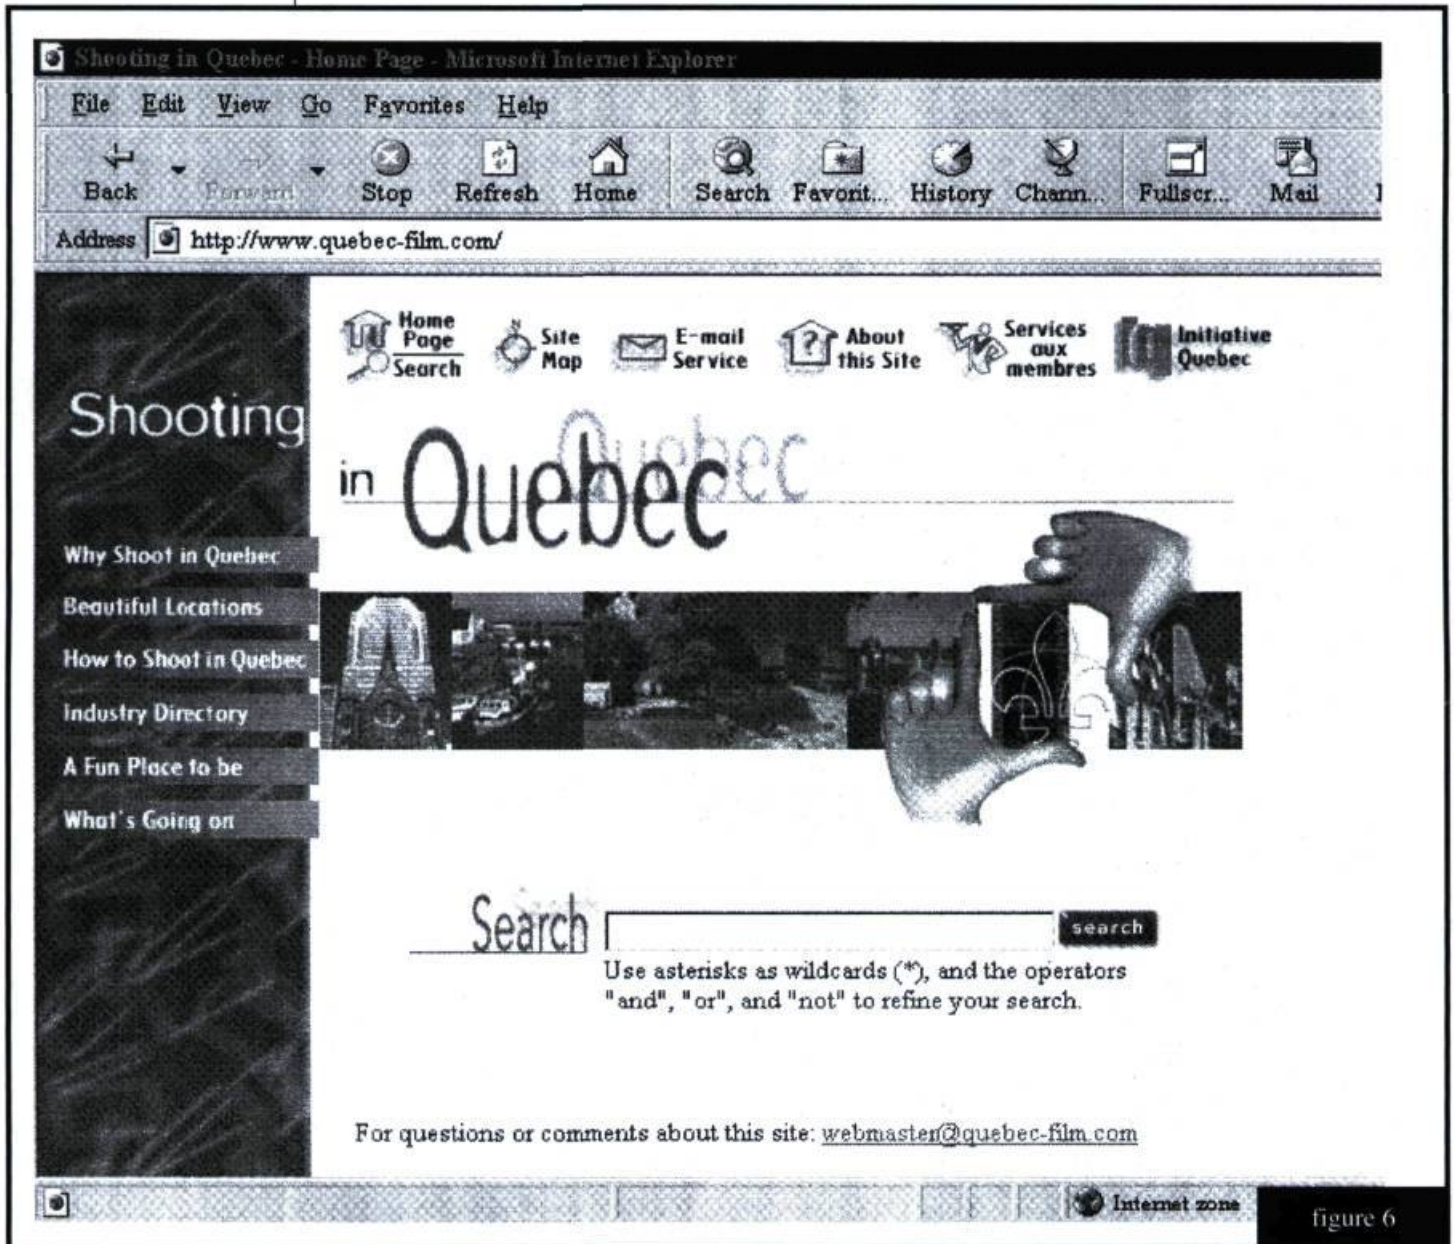 Shooting in Quebec - Home Page - Microsoft Internet Explorer
File Edit View Go Favorites Help
Back Forward Stop Refresh Home Search Favorit... History Chann... Fullscr... Mail
Address http://www.quebec-film.com/
Home Page
Search
Site Map
E-mail Service
About this Site
Services aux membres
Initiative Quebec
Shooting
in Quebec
Quebec
Why Shoot in Quebec
Beautiful Locations
How to Shoot in Quebec
Industry Directory
A Fun Place to be
What's Going on
Search search
Use asterisks as wildcards (*), and the operators
"and", "or", and "not" to refine your search.
For questions or comments about this site: webmaster@quebec-film.com
Internet zone
figure 6